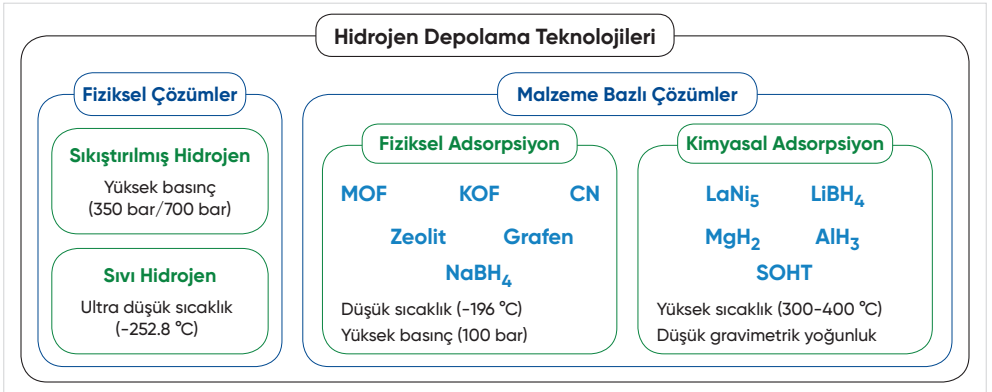 Hidrojen Depolama Teknolojileri
Fiziksel Çözümler
Sıkıştırılmış Hidrojen
Yüksek basınç
(350 bar/700 bar)
Sıvı Hidrojen
Ultra düşük sıcaklık
(-252.8 °C)
Malzeme Bazlı Çözümler
Fiziksel Adsorpsiyon
MOF KOF CN
Zeolit Grafen
NaBH₄
Düşük sıcaklık (-196 °C)
Yüksek basınç (100 bar)
Kimyasal Adsorpsiyon
LaNi₅ LiBH₄
MgH₂ AlH₃
SOHT
Yüksek sıcaklık (300-400 °C)
Düşük gravimetrik yoğunluk